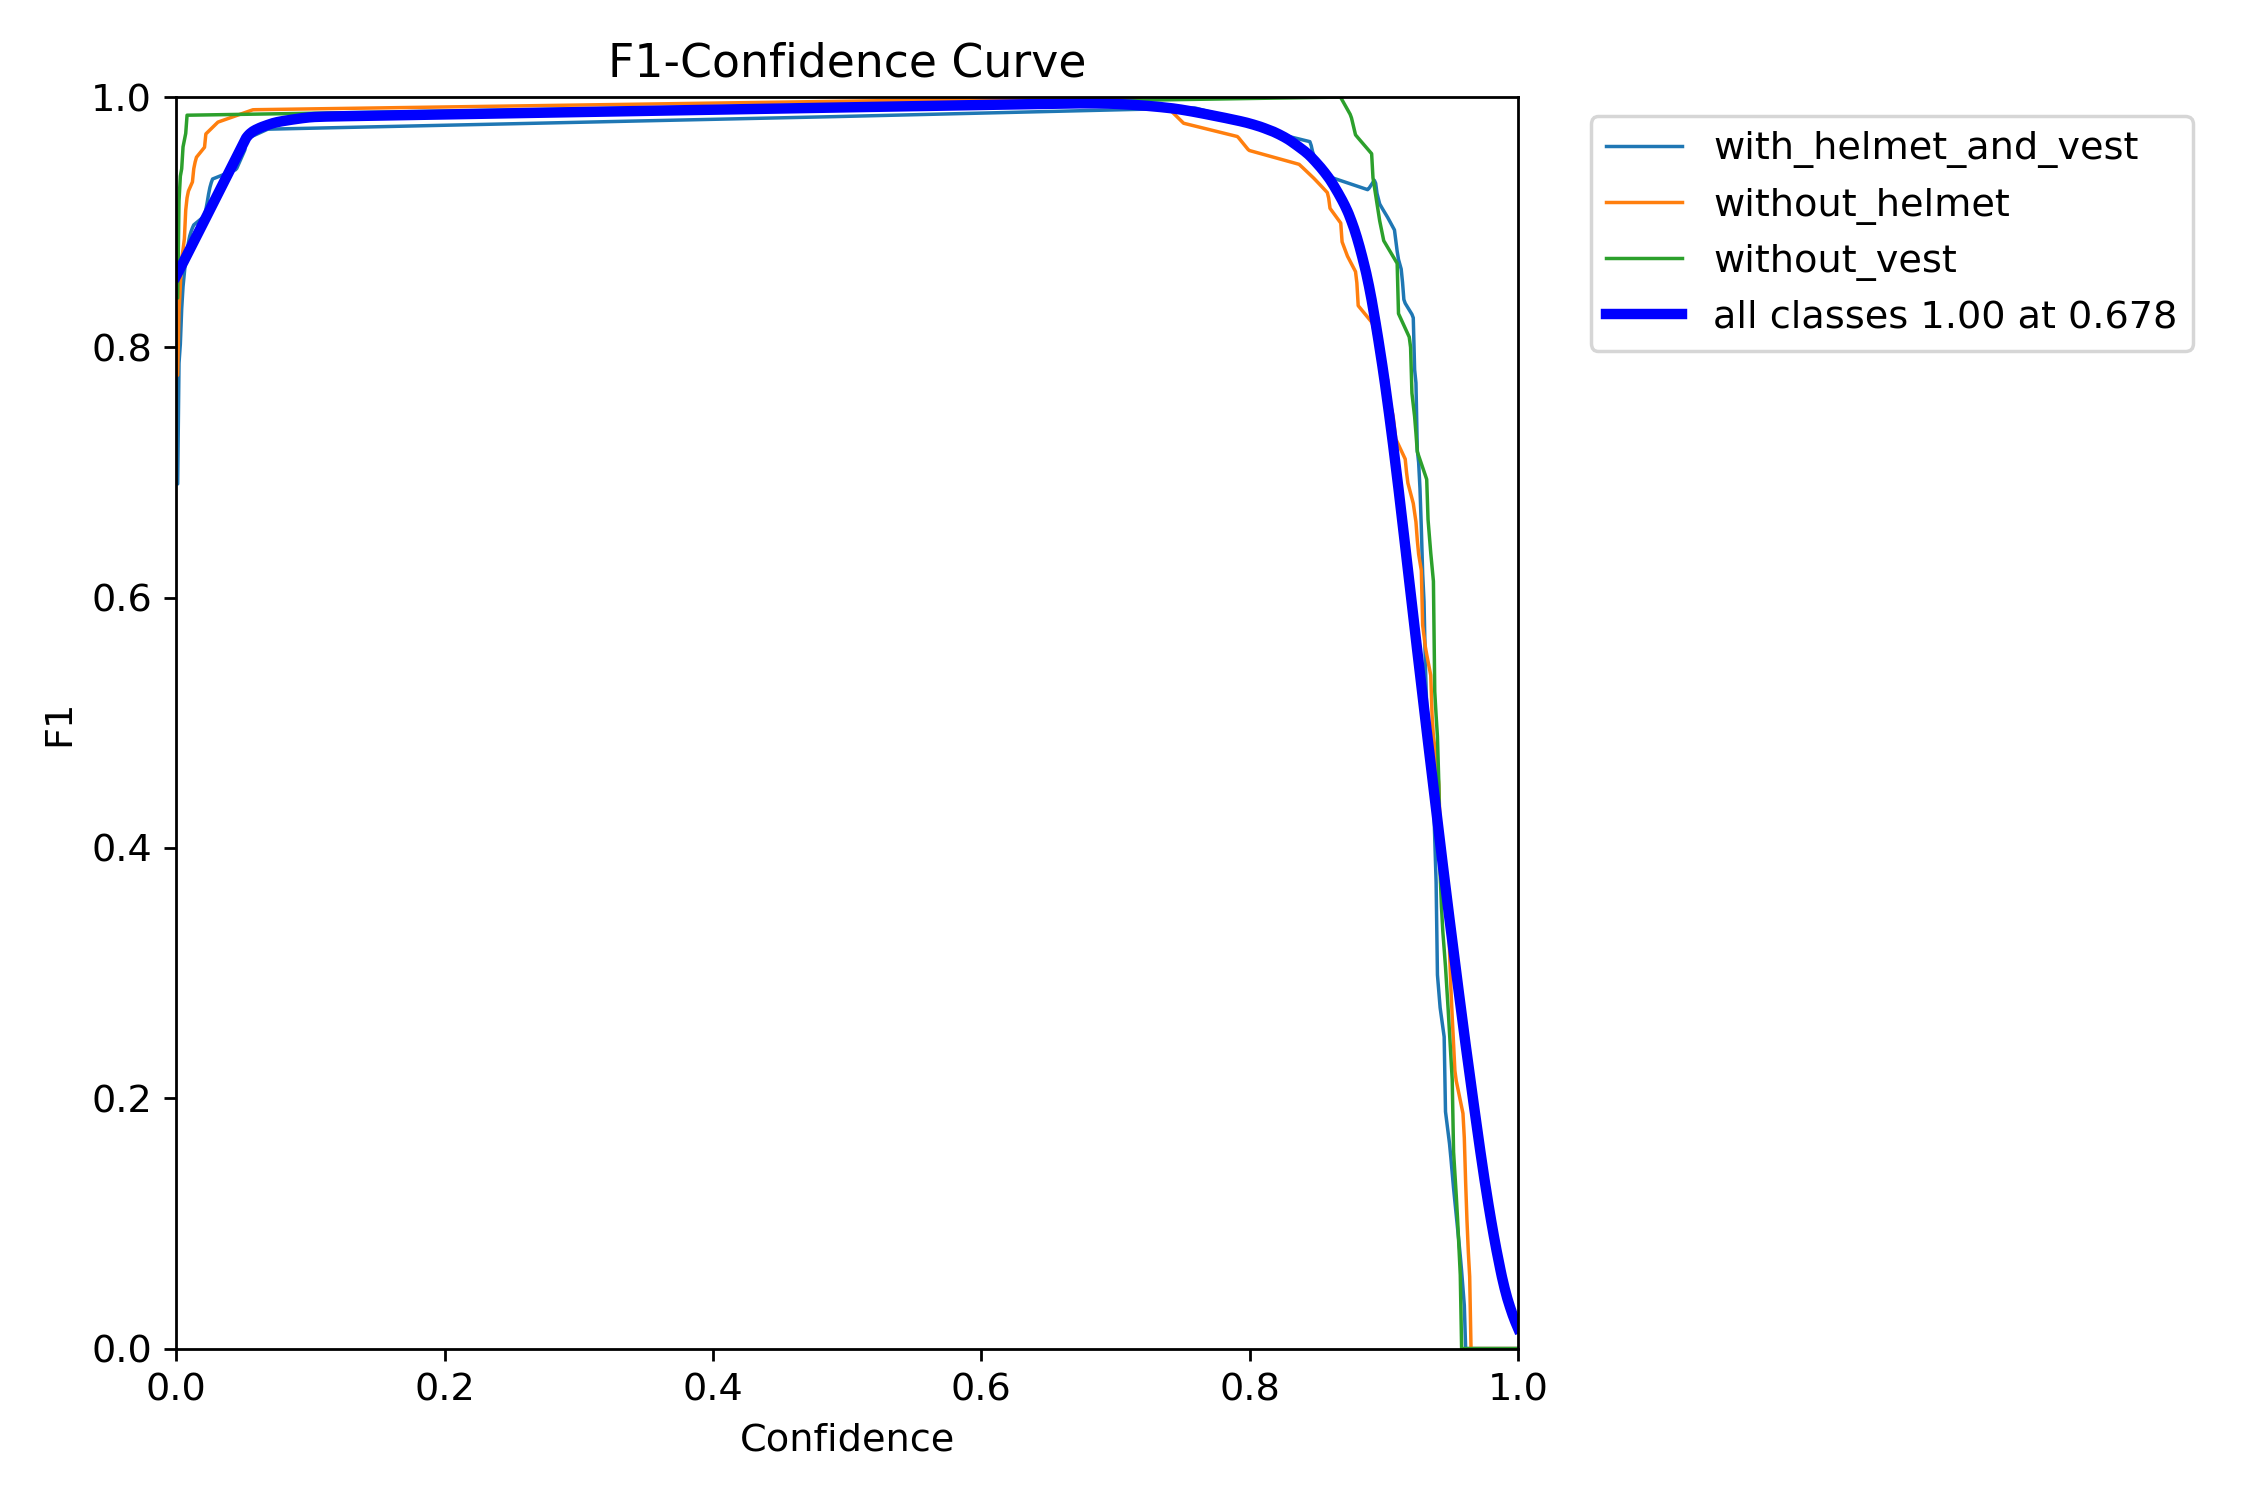 F1-Confidence Curve
1.0
0.8
0.6
0.4
0.2
0.0
F1
0.0 0.2 0.4 0.6 0.8 1.0
Confidence
with_helmet_and_vest
without_helmet
without_vest
all classes 1.00 at 0.678